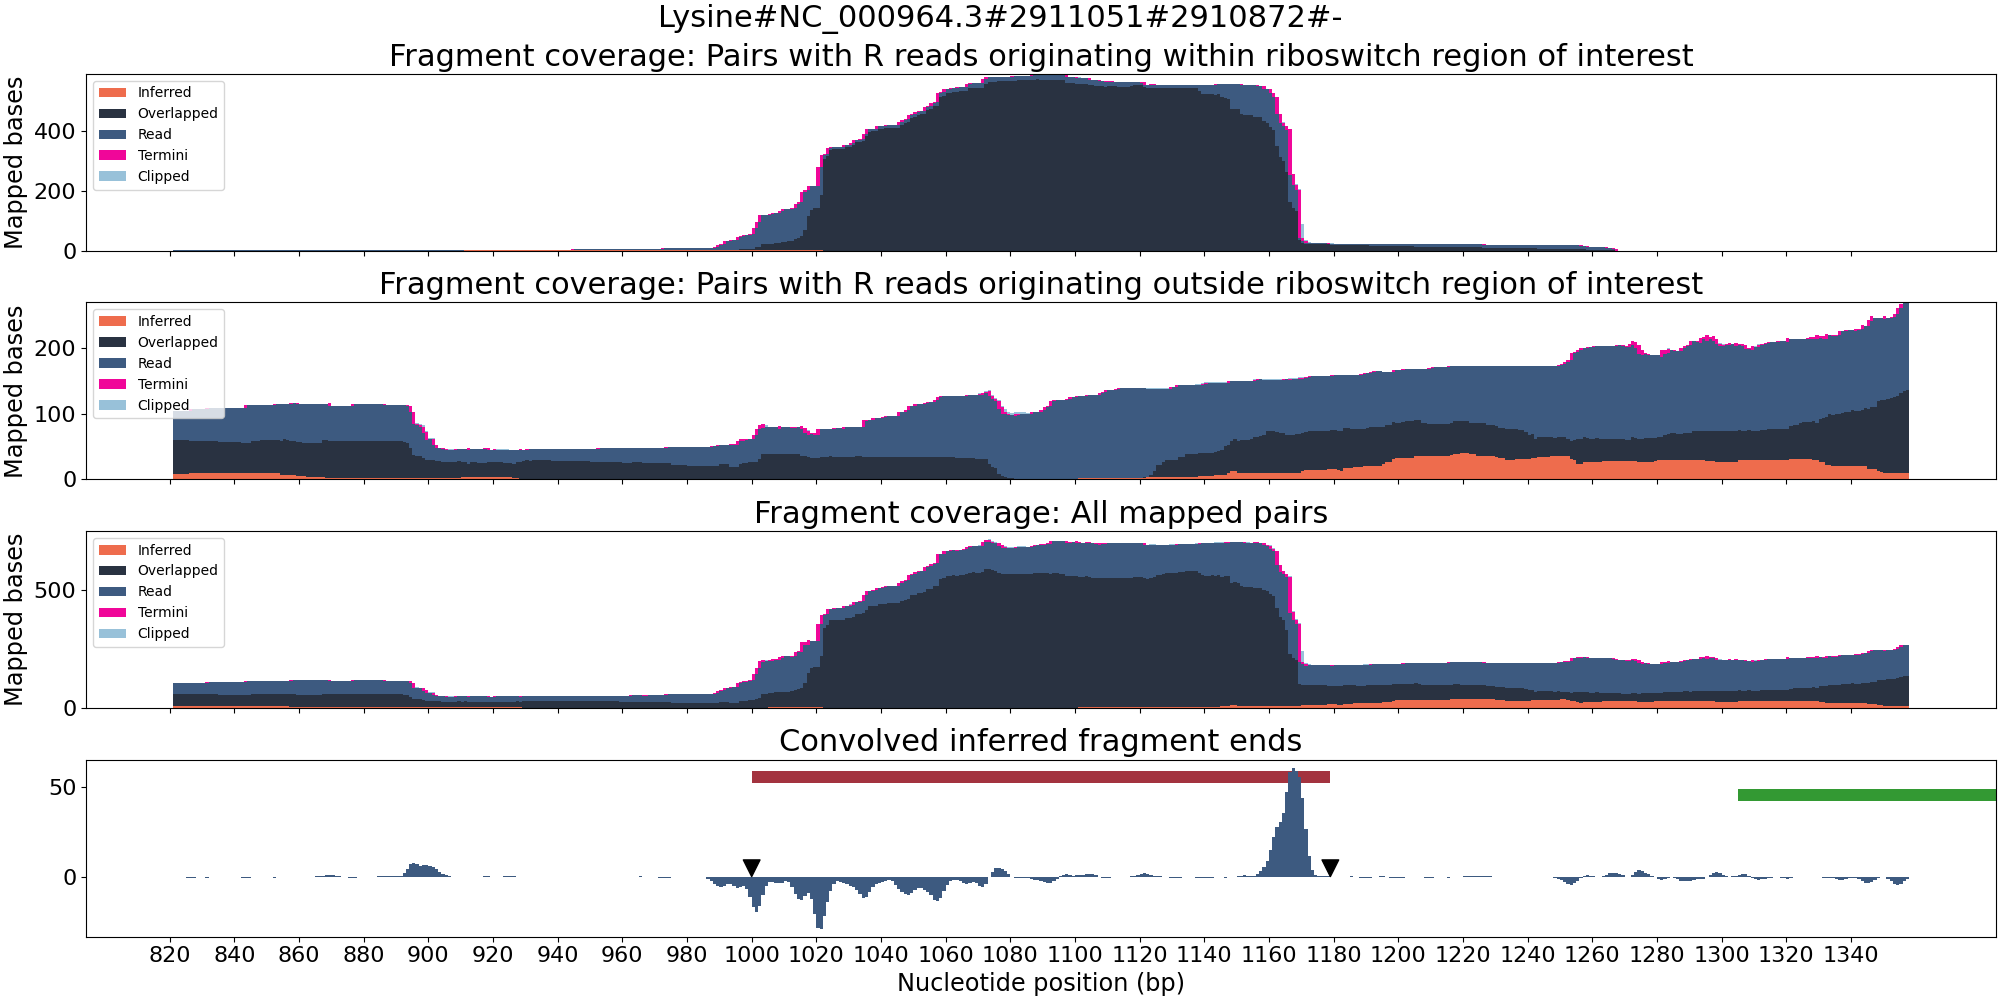 Lysine#NC_000964.3#2911051#2910872#-
Fragment coverage: Pairs with R reads originating within riboswitch region of interest
Mapped bases
400
200
0
Inferred
Overlapped
Read
Termini
Clipped
Fragment coverage: Pairs with R reads originating outside riboswitch region of interest
Mapped bases
200
100
0
Inferred
Overlapped
Read
Termini
Clipped
Fragment coverage: All mapped pairs
Mapped bases
500
0
Inferred
Overlapped
Read
Termini
Clipped
Convolved inferred fragment ends
50
0
820 840 860 880 900 920 940 960 980 1000 1020 1040 1060 1080 1100 1120 1140 1160 1180 1200 1220 1240 1260 1280 1300 1320 1340
Nucleotide position (bp)